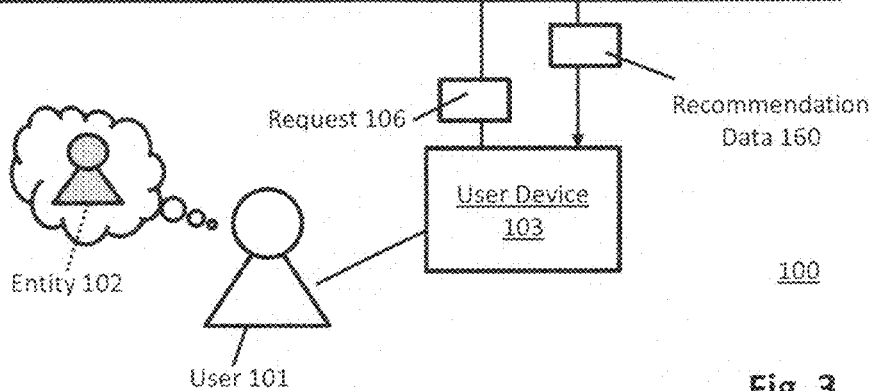 Request 106
Recommendation
Data 160
User Device
103
Entity 102
100
User 101
Fig. 3